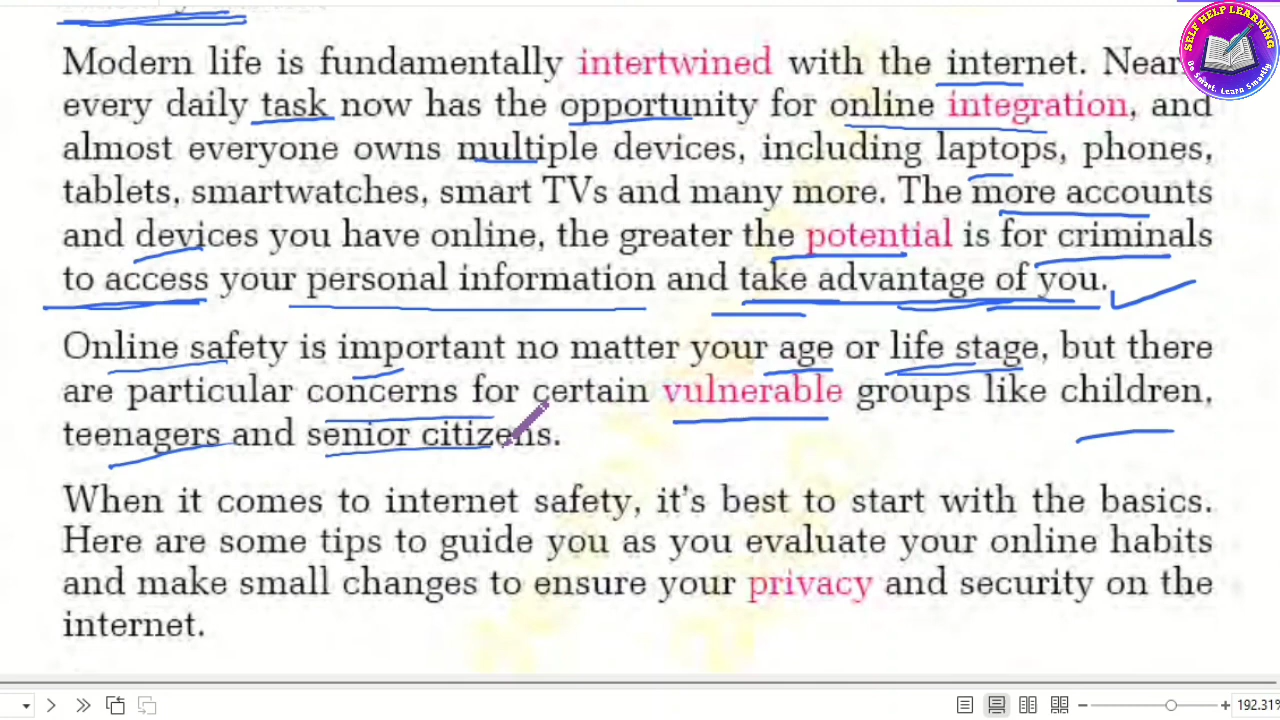 SELF HELP LEARNING
Be Smart, Learn Smartly
Modern life is fundamentally intertwined with the internet.
every daily task now has the opportunity for online integration, and
almost everyone owns multiple devices, including laptops, phones,
tablets, smartwatches, smart TVs and many more. The more accounts
and devices you have online, the greater the potential is for criminals
to access your personal information and take advantage of you.
Online safety is important no matter your age or life stage, but there
are particular concerns for certain vulnerable groups like children,
teenagers and senior citizens.
When it comes to internet safety, it's best to start with the basics.
Here are some tips to guide you as you evaluate your online habits
and make small changes to ensure your privacy and security on the
internet.
192.31%